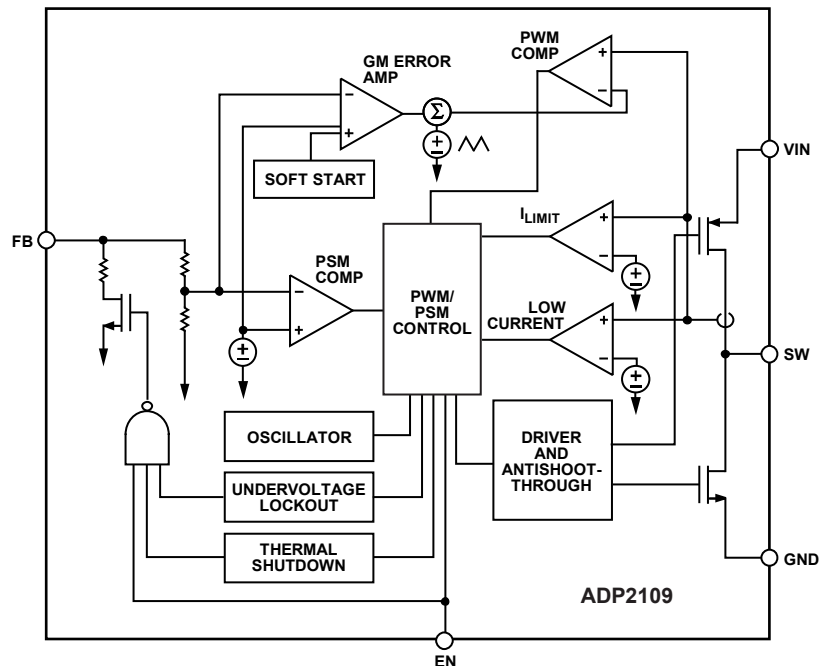 PWM
COMP
GM ERROR
AMP
Σ
VIN
SOFT START
I_LIMIT
FB
PSM
COMP
PWM/
PSM
CONTROL
LOW
CURRENT
SW
OSCILLATOR
DRIVER
AND
ANTISHOOT-
THROUGH
UNDERVOLTAGE
LOCKOUT
THERMAL
SHUTDOWN
GND
ADP2109
EN